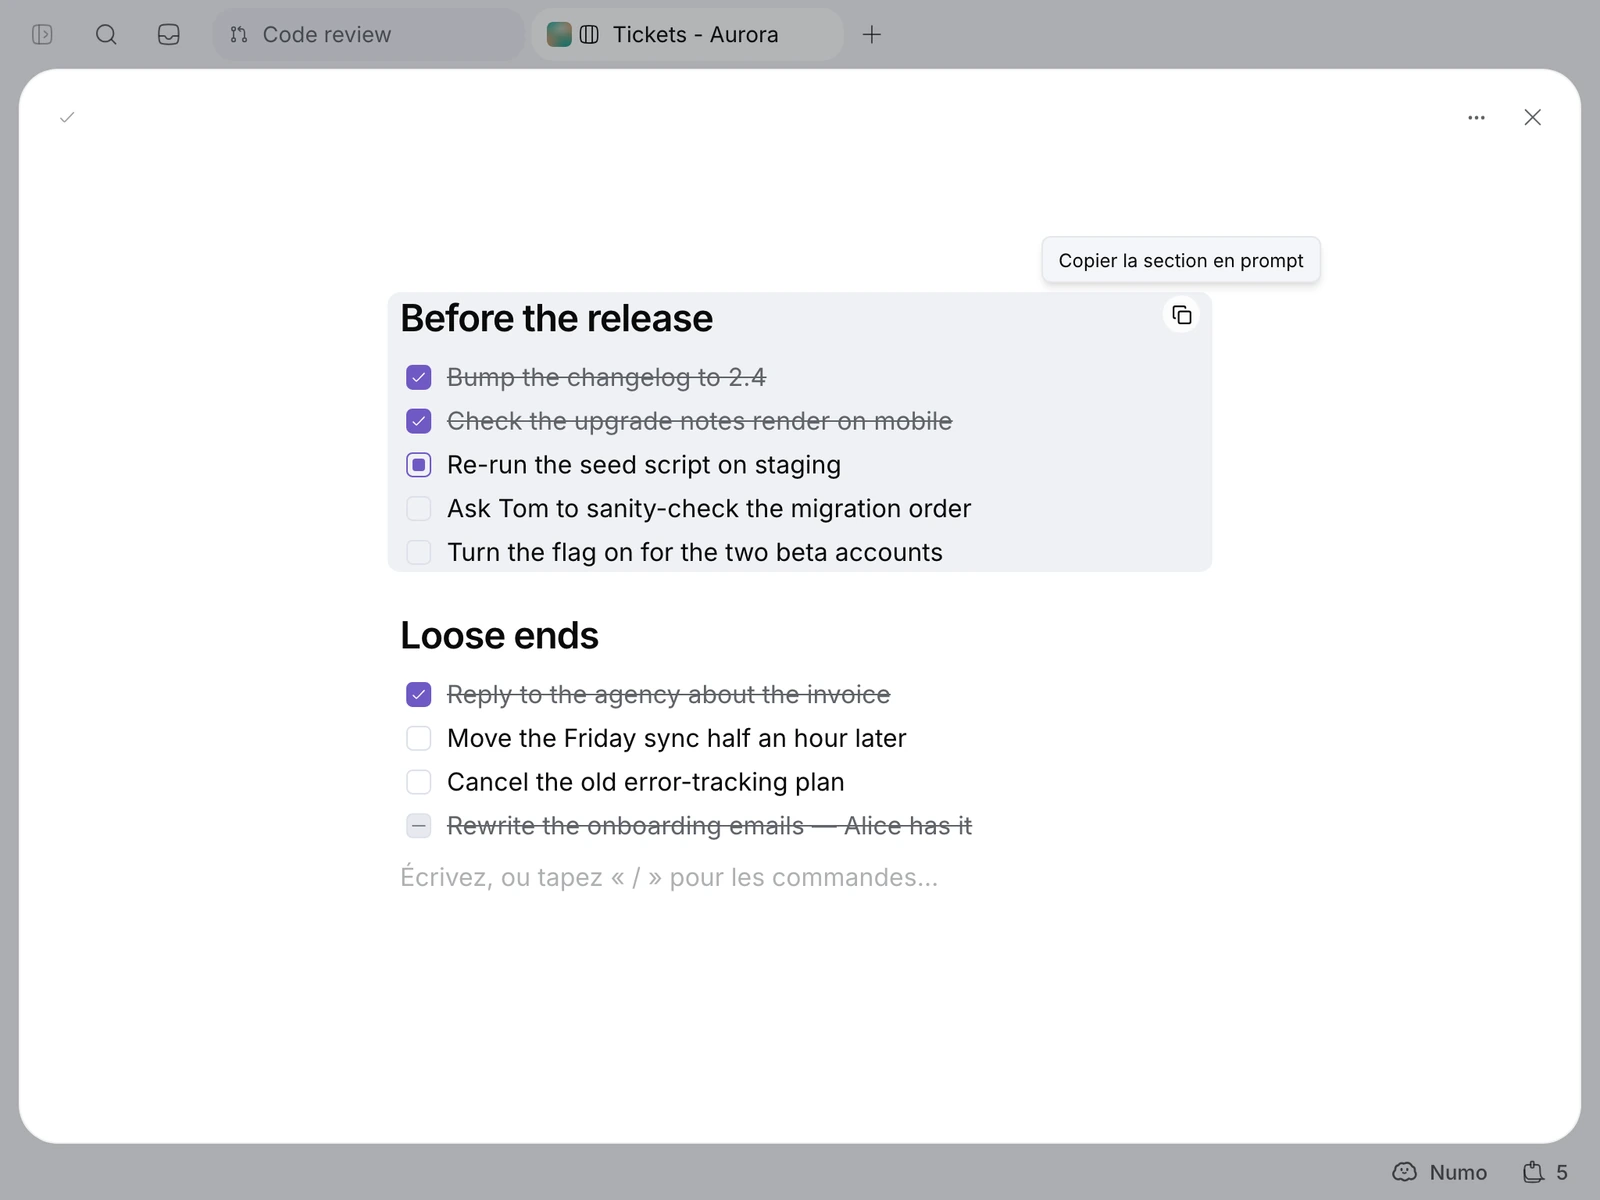 Code review
Tickets - Aurora
Copier la section en prompt
Before the release
Bump the changelog to 2.4
Check the upgrade notes render on mobile
Re-run the seed script on staging
Ask Tom to sanity-check the migration order
Turn the flag on for the two beta accounts
Loose ends
Reply to the agency about the invoice
Move the Friday sync half an hour later
Cancel the old error-tracking plan
Rewrite the onboarding emails — Alice has it
Écrivez, ou tapez « / » pour les commandes...
Numo
5